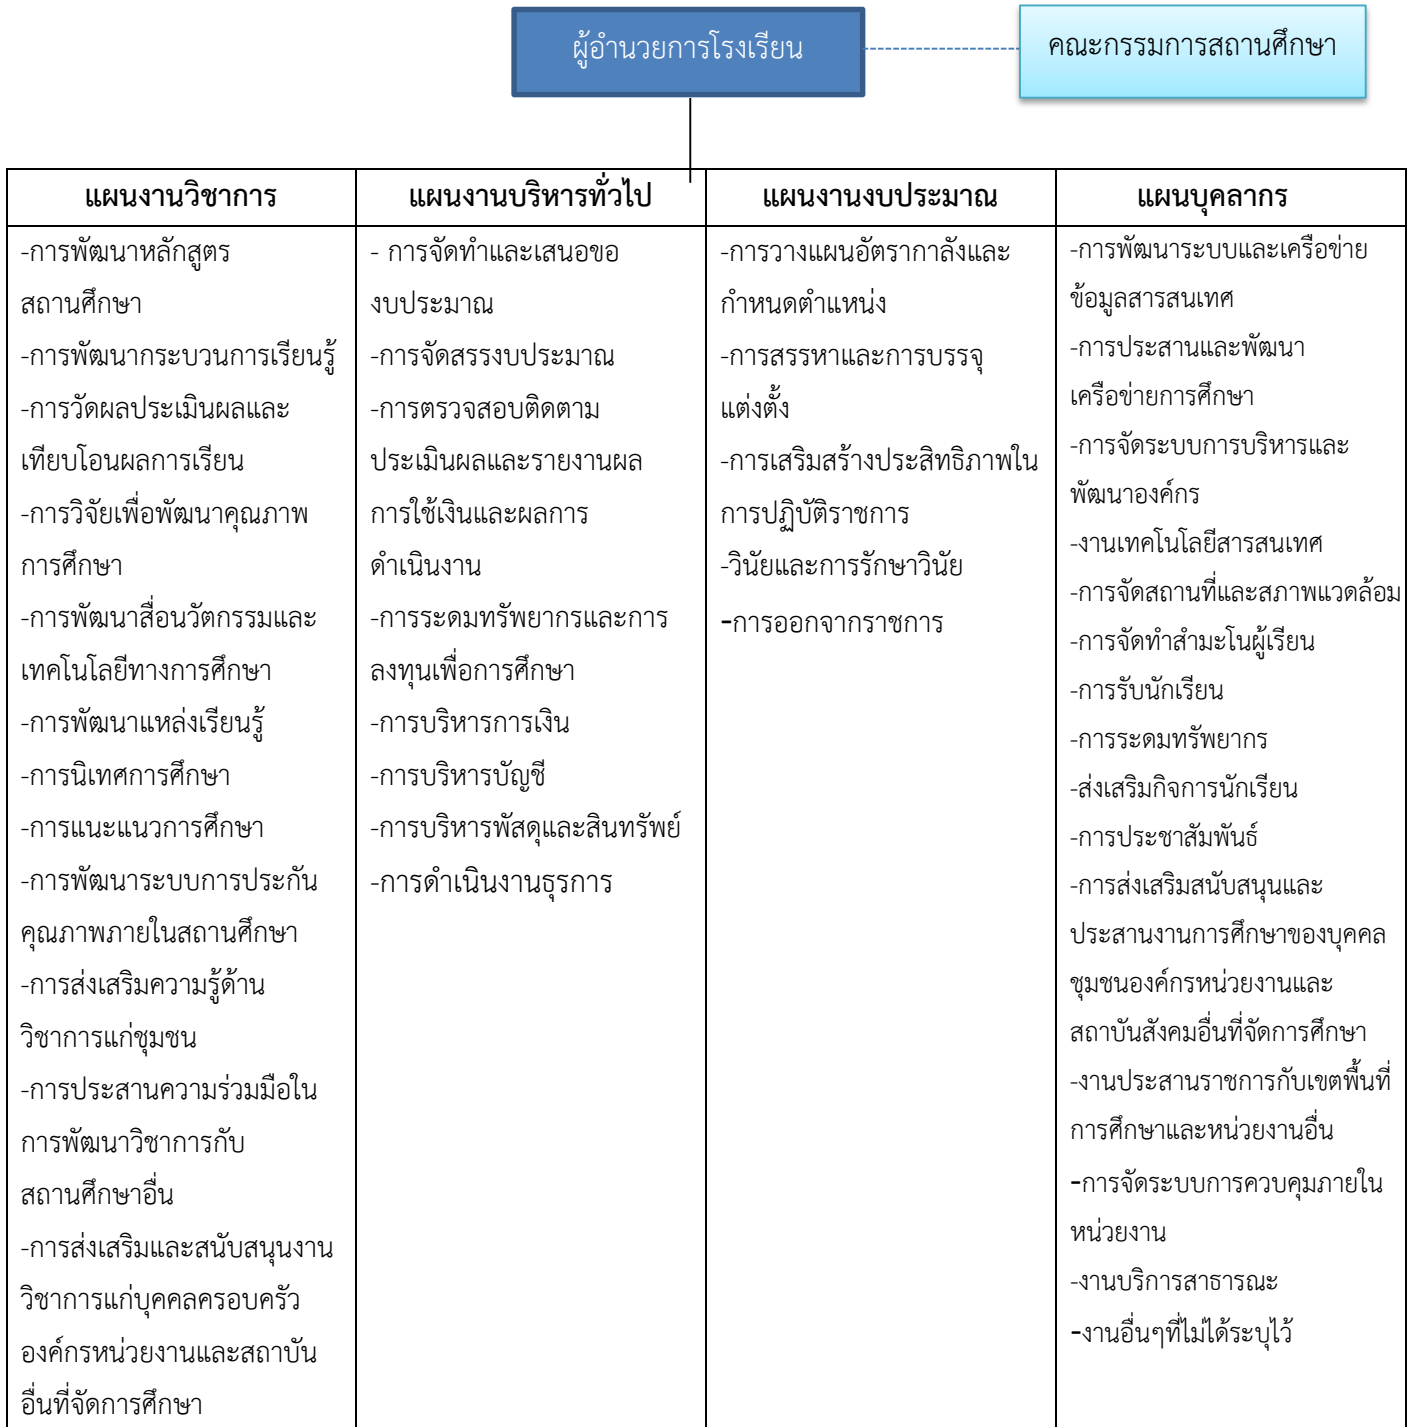 ผู้อำนวยการโรงเรียน
คณะกรรมการสถานศึกษา
แผนงานวิชาการ
-การพัฒนาหลักสูตร
สถานศึกษา
-การพัฒนากระบวนการเรียนรู้
-การวัดผลประเมินผลและ
เทียบโอนผลการเรียน
-การวิจัยเพื่อพัฒนาคุณภาพ
การศึกษา
-การพัฒนาสื่อนวัตกรรมและ
เทคโนโลยีทางการศึกษา
-การพัฒนาแหล่งเรียนรู้
-การนิเทศการศึกษา
-การแนะแนวการศึกษา
-การพัฒนาระบบการประกัน
คุณภาพภายในสถานศึกษา
-การส่งเสริมความรู้ด้าน
วิชาการแก่ชุมชน
-การประสานความร่วมมือใน
การพัฒนาวิชาการกับ
สถานศึกษาอื่น
-การส่งเสริมและสนับสนุนงาน
วิชาการแก่บุคคลครอบครัว
องค์กรหน่วยงานและสถาบัน
อื่นที่จัดการศึกษา
แผนงานบริหารทั่วไป
- การจัดทำและเสนอขอ
งบประมาณ
-การจัดสรรงบประมาณ
-การตรวจสอบติดตาม
ประเมินผลและรายงานผล
การใช้เงินและผลการ
ดำเนินงาน
-การระดมทรัพยากรและการ
ลงทุนเพื่อการศึกษา
-การบริหารการเงิน
-การบริหารบัญชี
-การบริหารพัสดุและสินทรัพย์
-การดำเนินงานธุรการ
แผนงานงบประมาณ
-การวางแผนอัตรากาลังและ
กำหนดตำแหน่ง
-การสรรหาและการบรรจุ
แต่งตั้ง
-การเสริมสร้างประสิทธิภาพใน
การปฏิบัติราชการ
-วินัยและการรักษาวินัย
-การออกจากราชการ
แผนบุคลากร
-การพัฒนาระบบและเครือข่าย
ข้อมูลสารสนเทศ
-การประสานและพัฒนา
เครือข่ายการศึกษา
-การจัดระบบการบริหารและ
พัฒนาองค์กร
-งานเทคโนโลยีสารสนเทศ
-การจัดสถานที่และสภาพแวดล้อม
-การจัดทำสำมะโนผู้เรียน
-การรับนักเรียน
-การระดมทรัพยากร
-ส่งเสริมกิจการนักเรียน
-การประชาสัมพันธ์
-การส่งเสริมสนับสนุนและ
ประสานงานการศึกษาของบุคคล
ชุมชนองค์กรหน่วยงานและ
สถาบันสังคมอื่นที่จัดการศึกษา
-งานประสานราชการกับเขตพื้นที่
การศึกษาและหน่วยงานอื่น
-การจัดระบบการควบคุมภายใน
หน่วยงาน
-งานบริการสาธารณะ
-งานอื่นๆที่ไม่ได้ระบุไว้